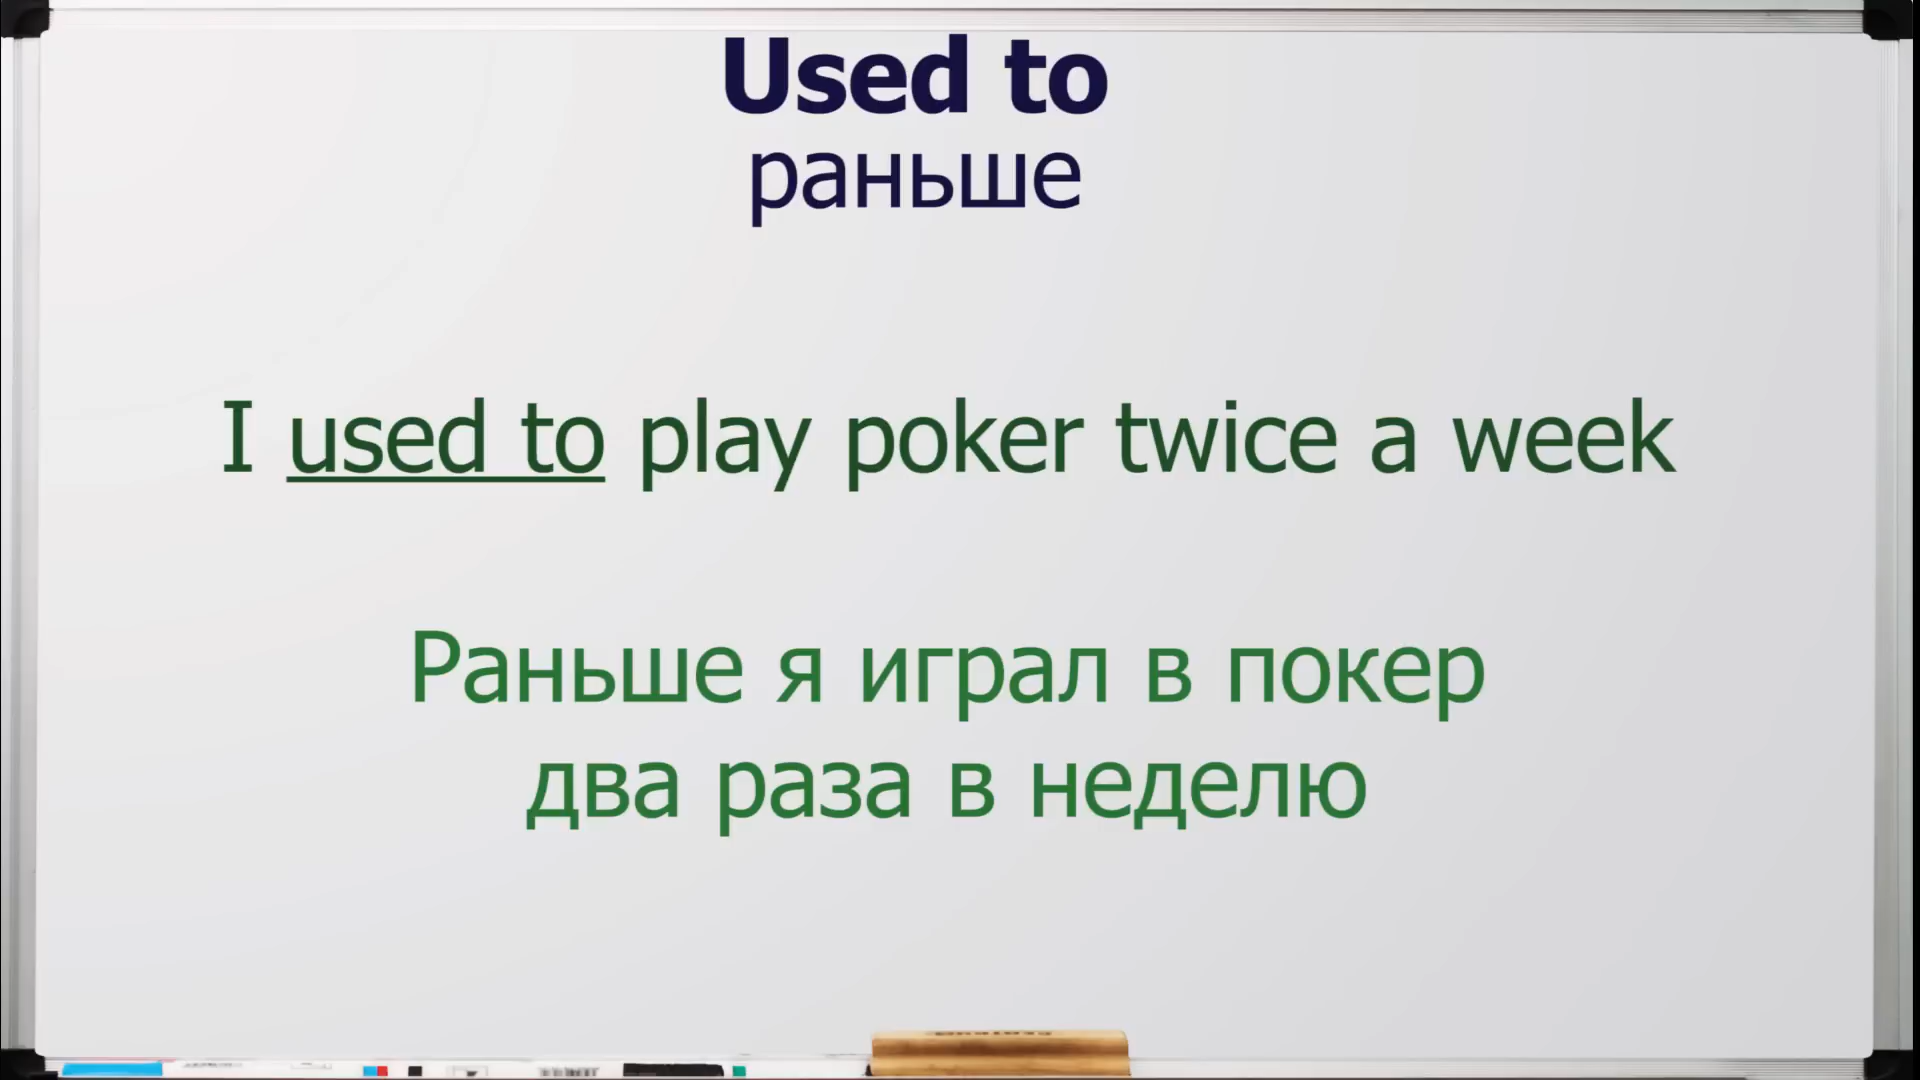 Used to
раньше
I used to play poker twice a week
Раньше я играл в покер
два раза в неделю